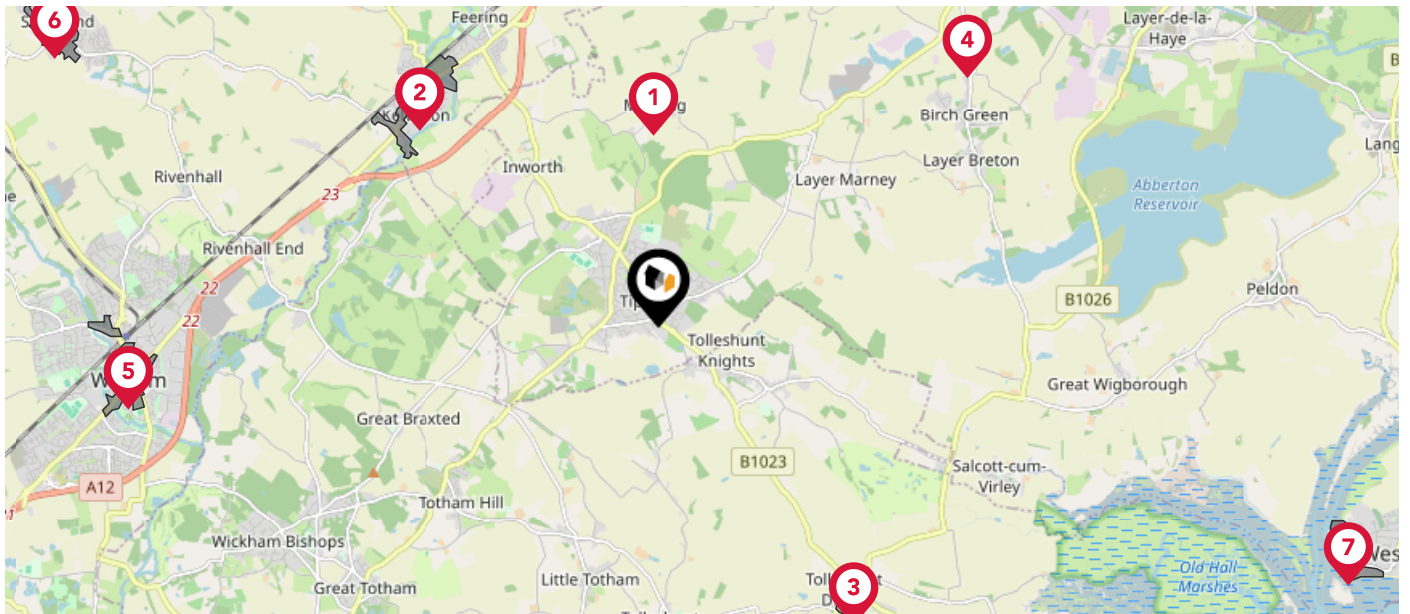 Feering
Layer-de-la-
Haye
6
4
2
1
B
Birch Green
Inworth
Layer Breton
Rivenhall
Layer Marney
23
Abberton
Reservoir
Rivenhall End
22
B1026
Peldon
22
Tolleshunt
Knights
5
Great Wigborough
Great Braxted
B1023
Salcott-cum-
Virley
A12
Totham Hill
Wickham Bishops
7
Old Hall
Marshes
Little Totham
3
Great Totham